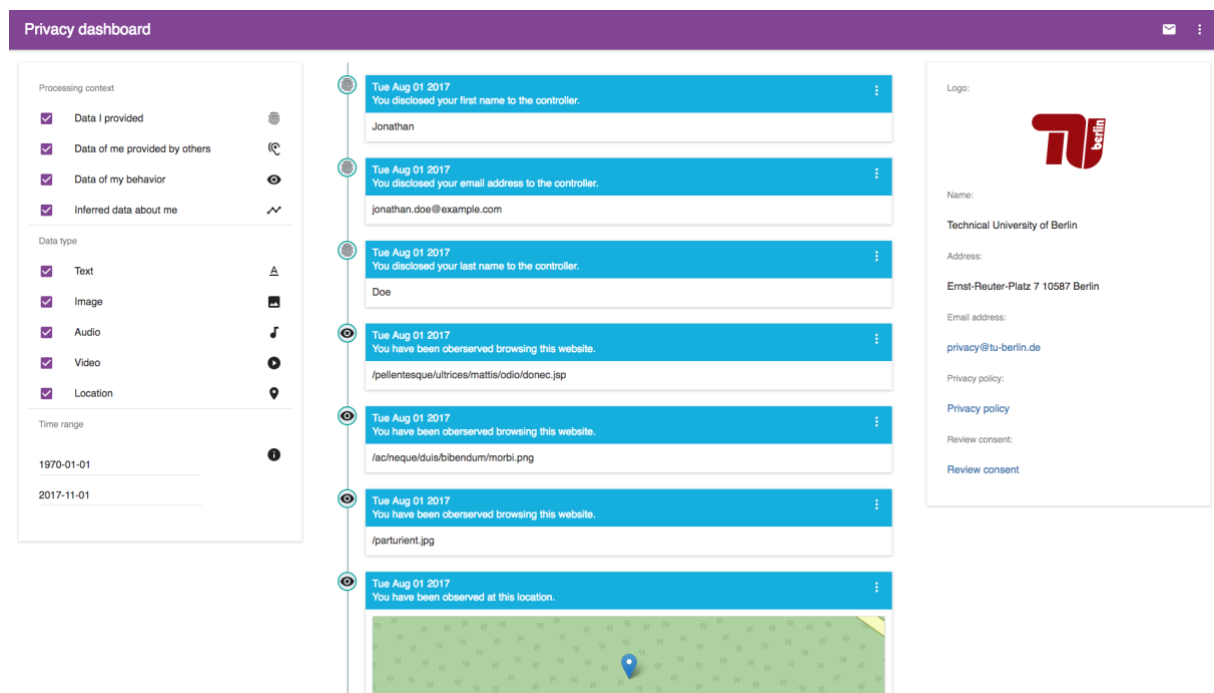 Privacy dashboard
Processing context
Data I provided
Data of me provided by others
Data of my behavior
Inferred data about me
Data type
Text
Image
Audio
Video
Location
Time range
1970-01-01
2017-11-01
Tue Aug 01 2017
You disclosed your first name to the controller.
Jonathan
Tue Aug 01 2017
You disclosed your email address to the controller.
jonathan.doe@example.com
Tue Aug 01 2017
You disclosed your last name to the controller.
Doe
Tue Aug 01 2017
You have been oberserved browsing this website.
/pellentesque/ultrices/mattis/odio/donec.jsp
Tue Aug 01 2017
You have been oberserved browsing this website.
/ac/neque/duis/bibendum/morbi.png
Tue Aug 01 2017
You have been oberserved browsing this website.
/parturient.jpg
Tue Aug 01 2017
You have been observed at this location.
Logo:
TU berlin
Name:
Technical University of Berlin
Address:
Ernst-Reuter-Platz 7 10587 Berlin
Email address:
privacy@tu-berlin.de
Privacy policy:
Privacy policy
Review consent:
Review consent